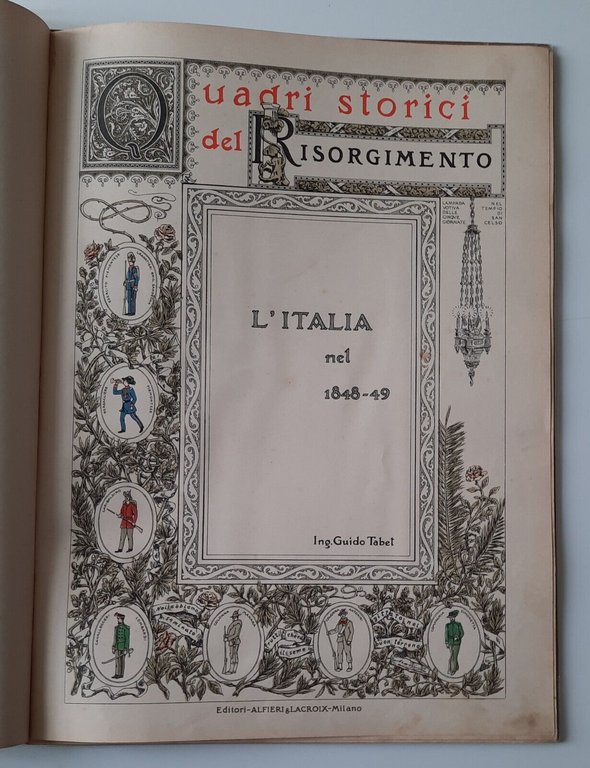 Quadri storici
del RISORGIMENTO
LAMPADA
VOTIVA
DELLE
CINQUE
GIORNATE
NEL
TEMPIO
DI
SAN
CELSO
L'ITALIA
nel
1848-49
Ing. Guido Tabet
Editori-ALFIERI & LACROIX-Milano